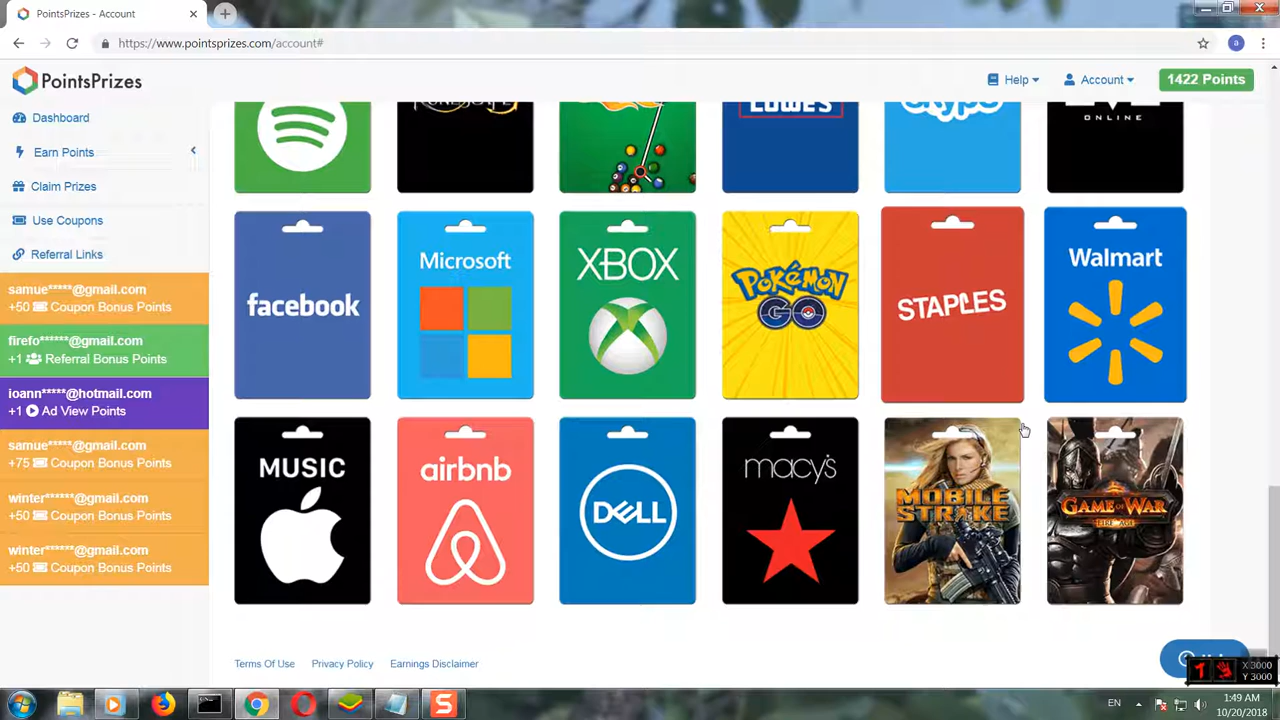 PointsPrizes - Account
https://www.pointsprizes.com/account#
a
PointsPrizes
Help
Account
1422 Points
Dashboard
Earn Points
Claim Prizes
Use Coupons
Referral Links
samue*****@gmail.com
+50 Coupon Bonus Points
firefo******@gmail.com
+1 Referral Bonus Points
ioann*****@hotmail.com
+1 Ad View Points
samue*****@gmail.com
+75 Coupon Bonus Points
winter******@gmail.com
+50 Coupon Bonus Points
winter******@gmail.com
+50 Coupon Bonus Points
LOWE'S
ONLINE
facebook
Microsoft
XBOX
POKÉMON
GO
STAPLES
Walmart
MUSIC
airbnb
DELL
macy's
MOBILE
STRIKE
GAME OF WAR
FIRE AGE
Terms Of Use
Privacy Policy
Earnings Disclaimer
X 3000
Y 3000
EN
1:49 AM
10/20/2018